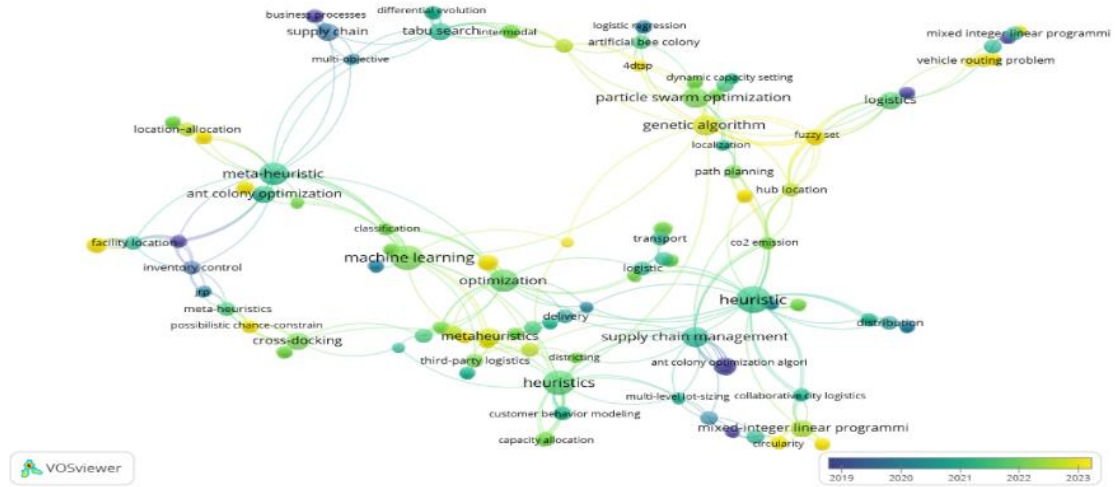 business processes
differential evolution
supply chain
tabu search
intermodal
logistic regression
artificial bee colony
mixed integer linear programmi
multi-objective
4dtsp
vehicle routing problem
dynamic capacity setting
particle swarm optimization
logistics
location-allocation
genetic algorithm
fuzzy set
localization
meta-heuristic
path planning
ant colony optimization
hub location
classification
facility location
transport
co2 emission
machine learning
inventory control
logistic
optimization
jrp
heuristic
meta-heuristics
delivery
distribution
possibilistic chance-constrain
cross-docking
metaheuristics
supply chain management
third-party logistics
districting
ant colony optimization algori
heuristics
multi-level lot-sizing
collaborative city logistics
customer behavior modeling
mixed-integer linear programmi
capacity allocation
circularity
VOSviewer
2019 2020 2021 2022 2023